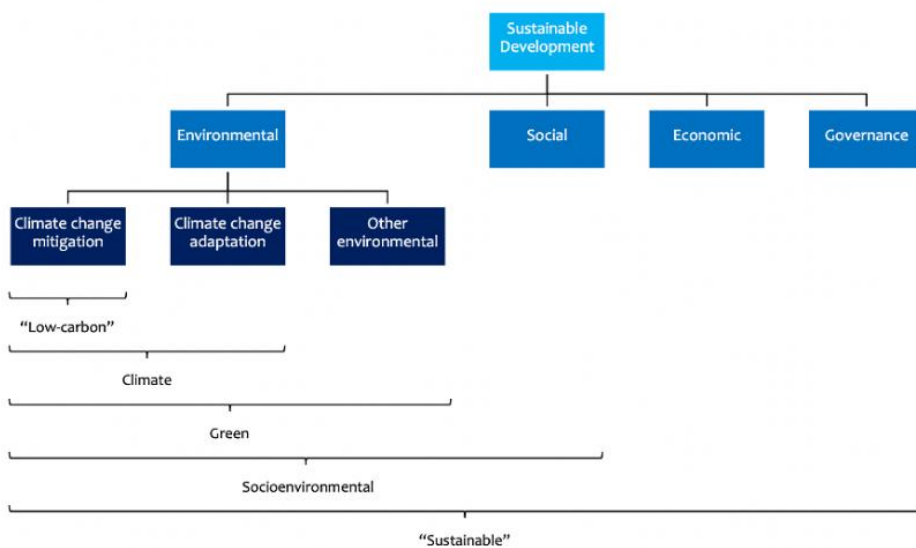 Sustainable
Development
Environmental
Social
Economic
Governance
Climate change
mitigation
Climate change
adaptation
Other
environmental
“Low-carbon”
Climate
Green
Socioenvironmental
“Sustainable”